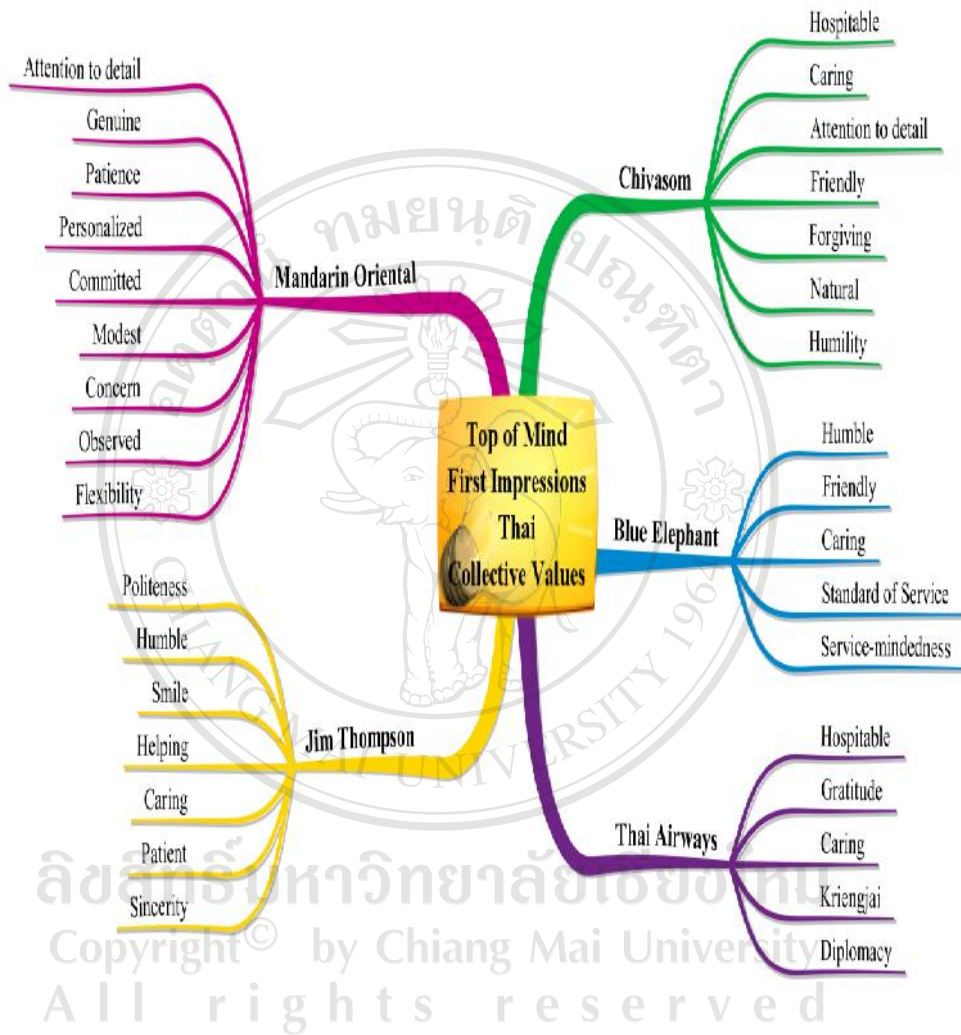 Top of Mind
First Impressions
Thai
Collective Values
Mandarin Oriental
Attention to detail
Genuine
Patience
Personalized
Committed
Modest
Concern
Observed
Flexibility
Chivasom
Hospitable
Caring
Attention to detail
Friendly
Forgiving
Natural
Humility
Blue Elephant
Humble
Friendly
Caring
Standard of Service
Service-mindedness
Jim Thompson
Politeness
Humble
Smile
Helping
Caring
Patient
Sincerity
Thai Airways
Hospitable
Gratitude
Caring
Kriengjai
Diplomacy
CHIANG MAI UNIVERSITY 1964
ลิขสิทธิ์มหาวิทยาลัยเชียงใหม่
Copyright© by Chiang Mai University
All rights reserved